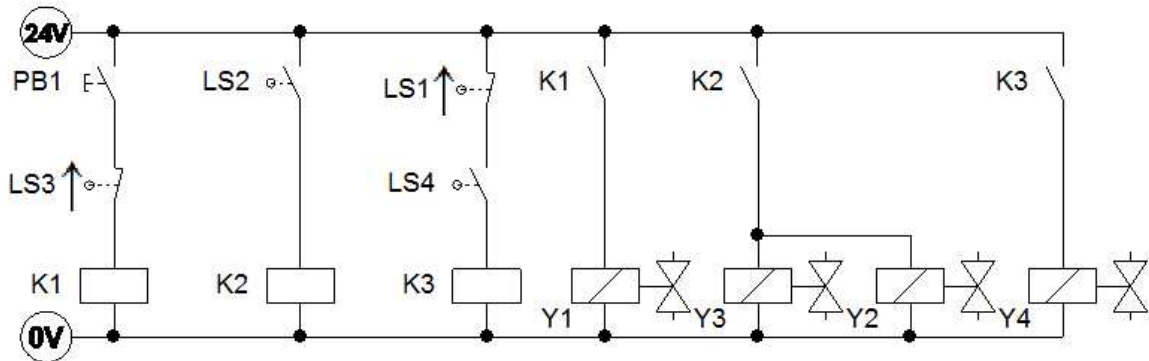 24V
PB1 LS2 LS1 K1 K2 K3
LS3 LS4
K1 K2 K3
Y1 Y3 Y2 Y4
0V